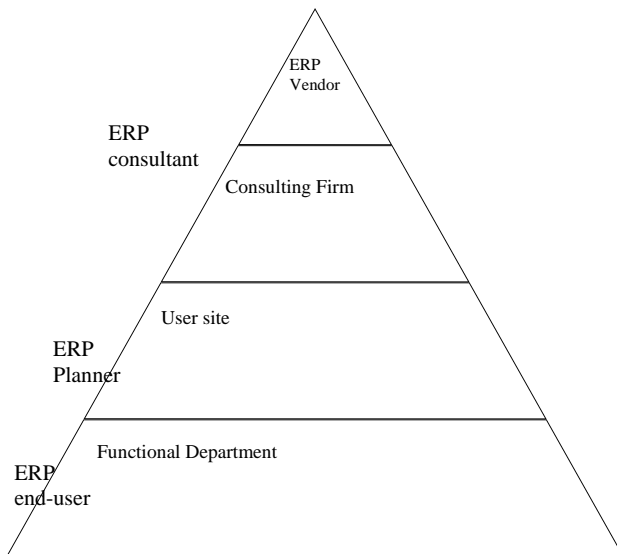 ERP
Vendor
ERP
consultant
Consulting Firm
User site
ERP
Planner
Functional Department
ERP
end-user